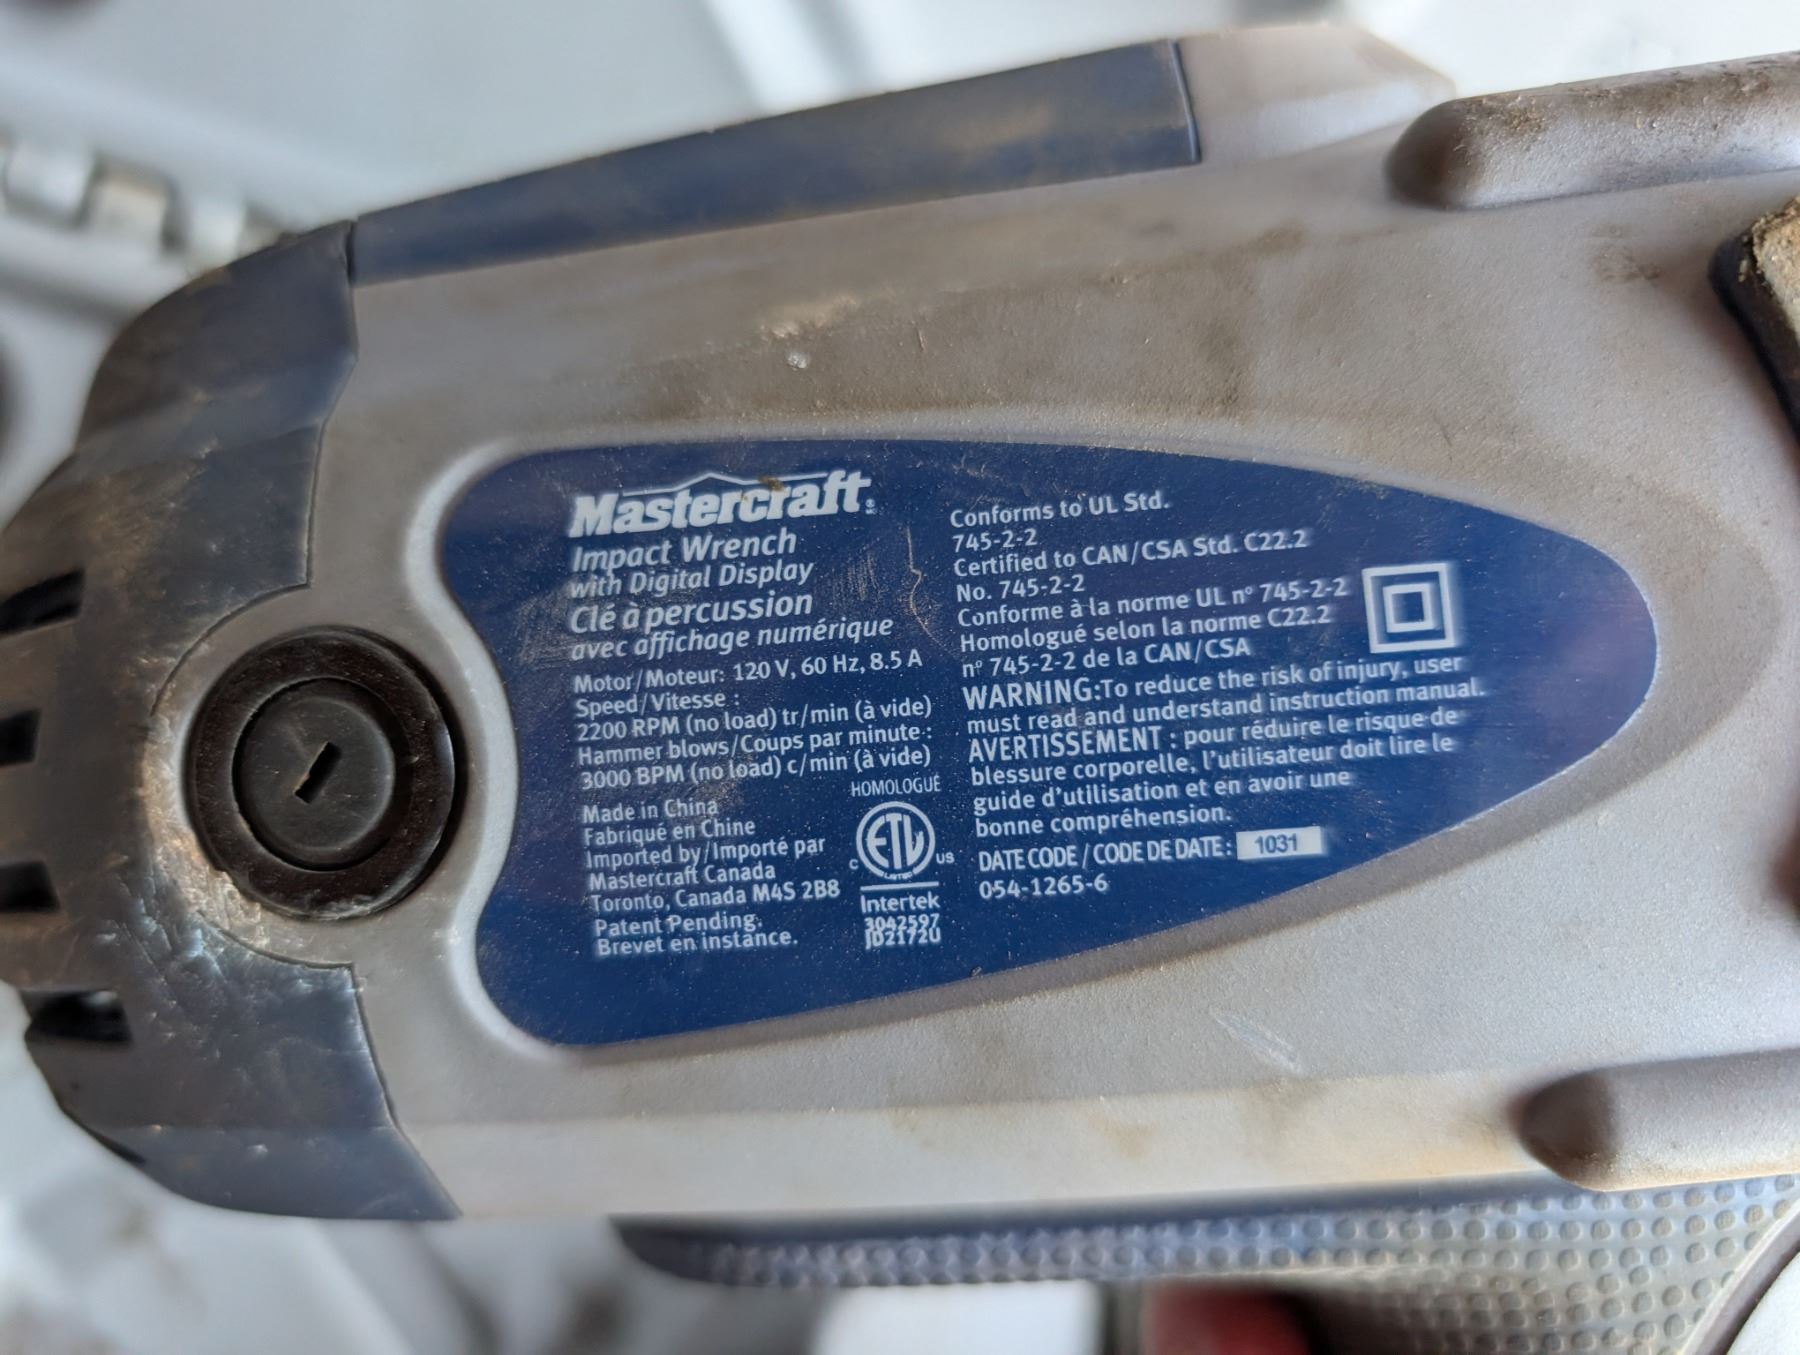 Mastercraft®
Impact Wrench
with Digital Display
Clé à percussion
avec affichage numérique
Motor/Moteur: 120 V, 60 Hz, 8.5 A
Speed/Vitesse :
2200 RPM (no load) tr/min (à vide)
Hammer blows/Coups par minute :
3000 BPM (no load) c/min (à vide)
Made in China
Fabriqué en Chine
Imported by/Importé par
Mastercraft Canada
Toronto, Canada M4S 2B8
Patent Pending.
Brevet en instance.
HOMOLOGUÉ
ETL
C US
LISTED
Intertek
3042597
JD2172U
Conforms to UL Std.
745-2-2
Certified to CAN/CSA Std. C22.2
No. 745-2-2
Conforme à la norme UL nº 745-2-2
Homologué selon la norme C22.2
nº 745-2-2 de la CAN/CSA
WARNING:To reduce the risk of injury, user
must read and understand instruction manual.
AVERTISSEMENT : pour réduire le risque de
blessure corporelle, l'utilisateur doit lire le
guide d'utilisation et en avoir une
bonne compréhension.
DATE CODE / CODE DE DATE : 1031
054-1265-6